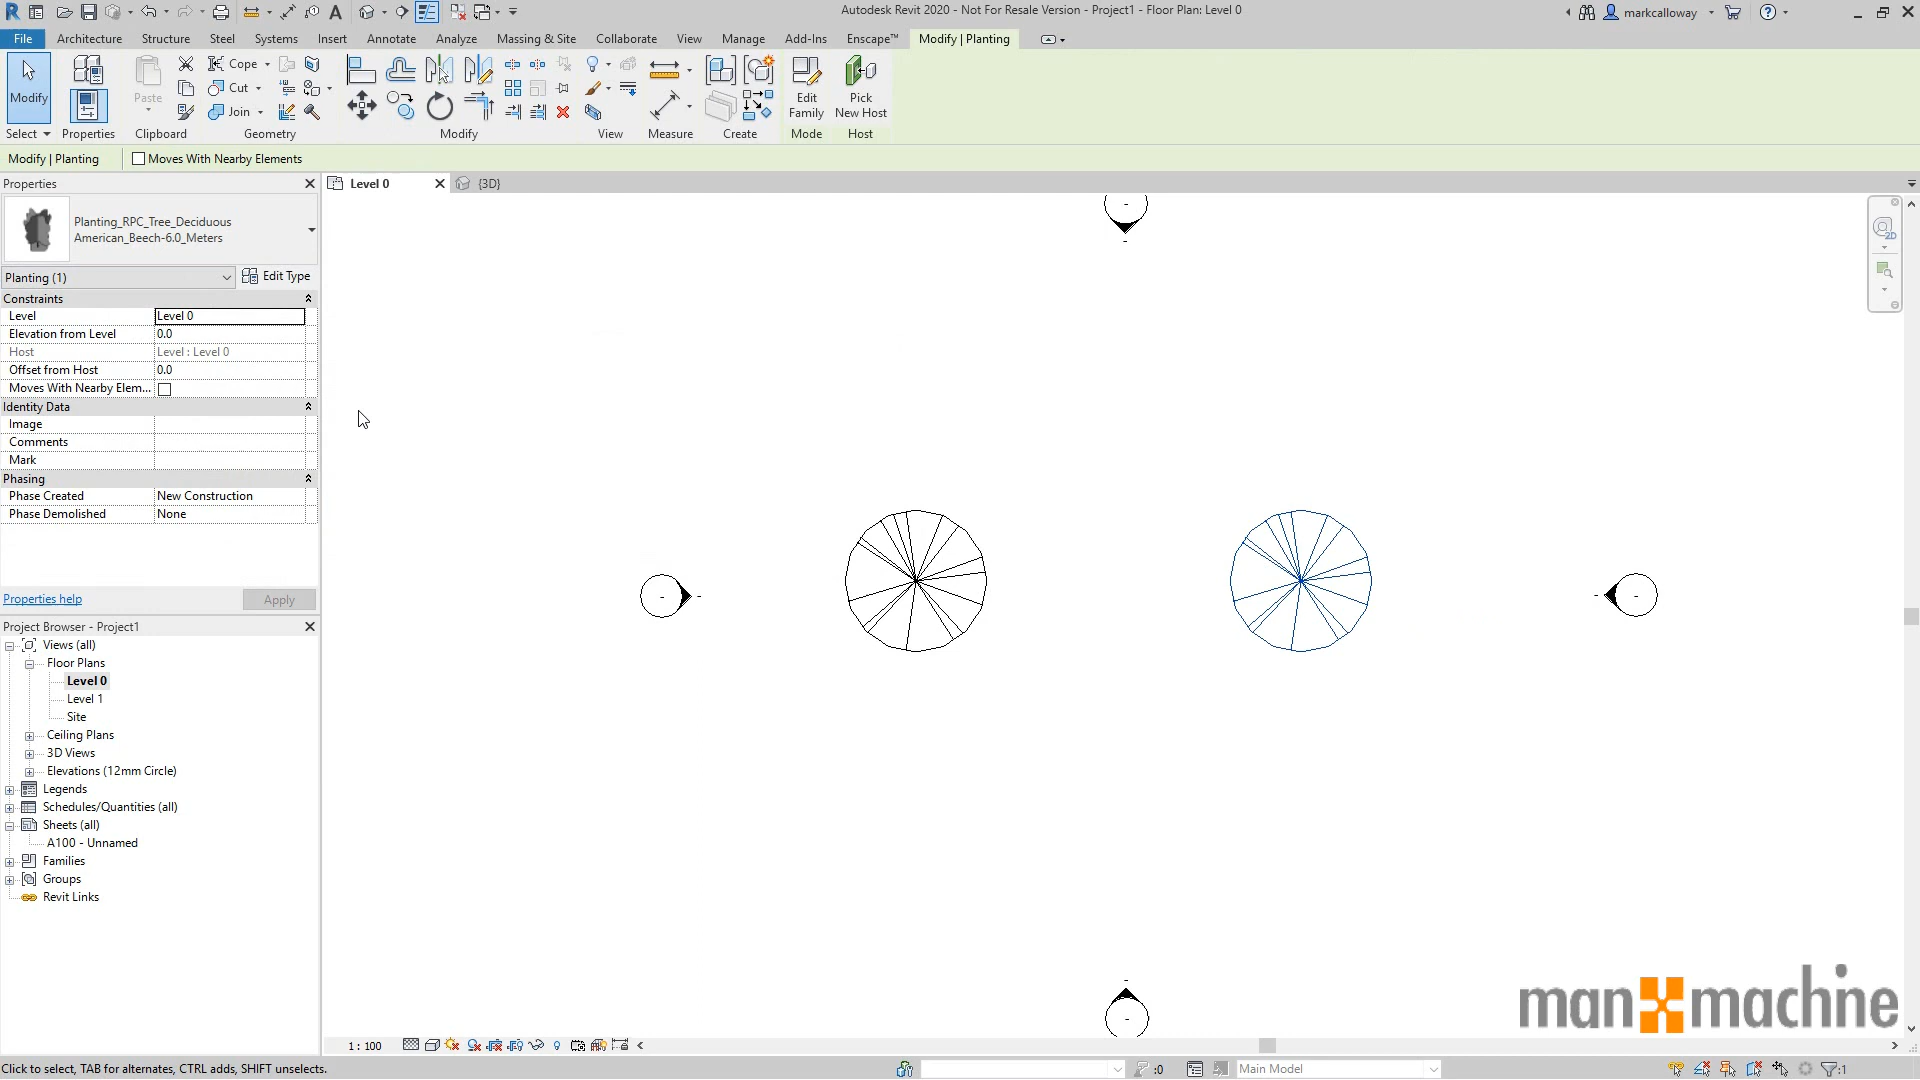 Autodesk Revit 2020 - Not For Resale Version - Project1 - Floor Plan: Level 0
markcalloway
File Architecture Structure Steel Systems Insert Annotate Analyze Massing & Site Collaborate View Manage Add-Ins Enscape™ Modify | Planting
Modify
Paste
Cope
Cut
Join
Edit Family
Pick New Host
Select Properties Clipboard Geometry Modify View Measure Create Mode Host
Modify | Planting Moves With Nearby Elements
Properties
Level 0
{3D}
Planting_RPC_Tree_Deciduous
American_Beech-6.0_Meters
Planting (1)
Edit Type
Constraints
Level Level 0
Elevation from Level 0.0
Host Level : Level 0
Offset from Host 0.0
Moves With Nearby Elem...
Identity Data
Image
Comments
Mark
Phasing
Phase Created New Construction
Phase Demolished None
Properties help
Apply
Project Browser - Project1
Views (all)
Floor Plans
Level 0
Level 1
Site
Ceiling Plans
3D Views
Elevations (12mm Circle)
Legends
Schedules/Quantities (all)
Sheets (all)
A100 - Unnamed
Families
Groups
Revit Links
2D
manxmachine
1 : 100
Click to select, TAB for alternates, CTRL adds, SHIFT unselects.
:0
Main Model
:1